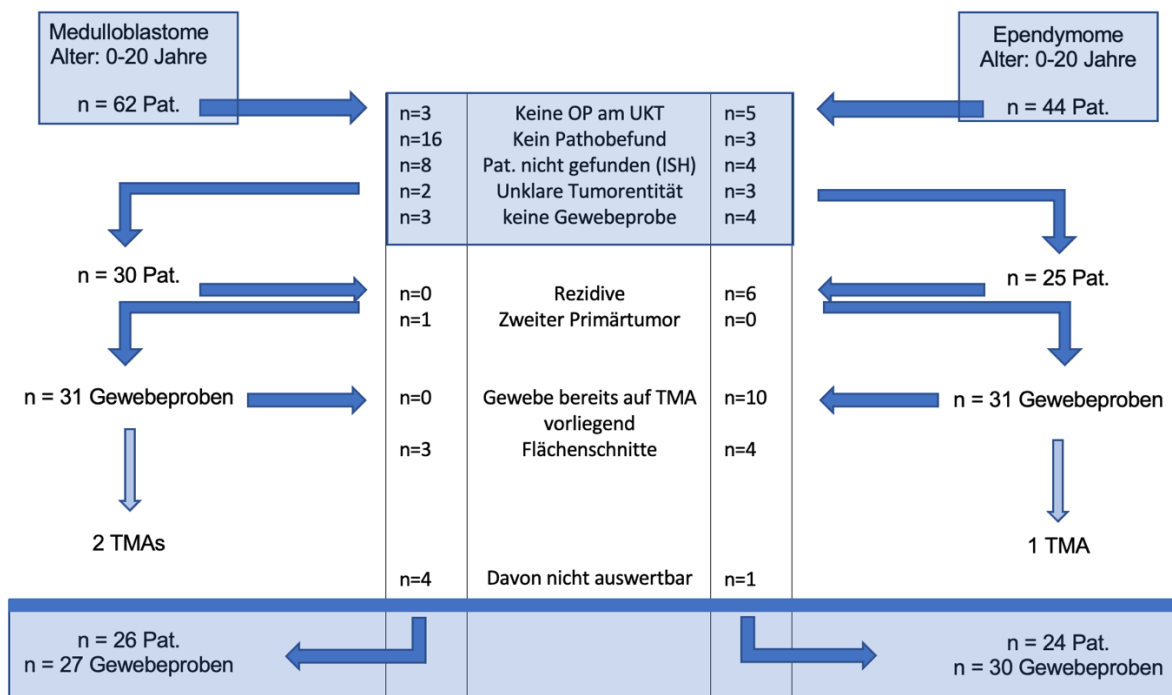 Medulloblastome
Alter: 0-20 Jahre
n = 62 Pat.
Ependymome
Alter: 0-20 Jahre
n = 44 Pat.
n=3 Keine OP am UKT n=5
n=16 Kein Pathobefund n=3
n=8 Pat. nicht gefunden (ISH) n=4
n=2 Unklare Tumorentität n=3
n=3 keine Gewebeprobe n=4
n = 30 Pat.
n = 25 Pat.
n=0 Rezidive n=6
n=1 Zweiter Primärtumor n=0
n = 31 Gewebeproben
n=0 Gewebe bereits auf TMA n=10
vorliegend
n = 31 Gewebeproben
n=3 Flächenschnitte n=4
2 TMAs
1 TMA
n=4 Davon nicht auswertbar n=1
n = 26 Pat.
n = 27 Gewebeproben
n = 24 Pat.
n = 30 Gewebeproben